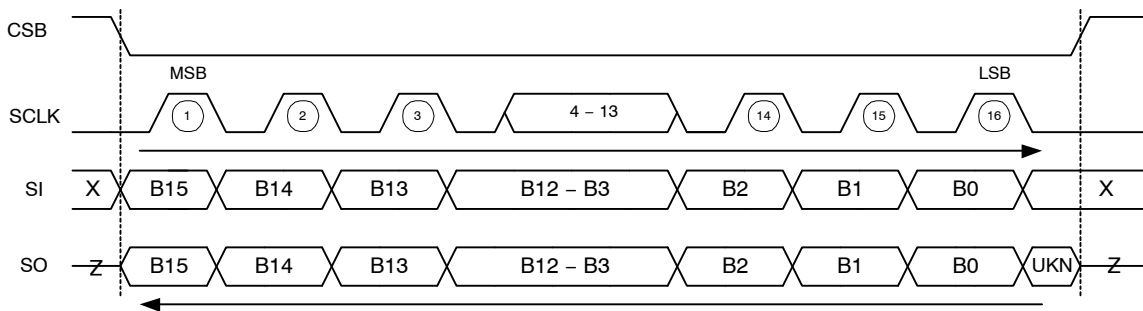 CSB
MSB LSB
SCLK 1 2 3 4 – 13 14 15 16
SI X B15 B14 B13 B12 – B3 B2 B1 B0 X
SO Z B15 B14 B13 B12 – B3 B2 B1 B0 UKN Z